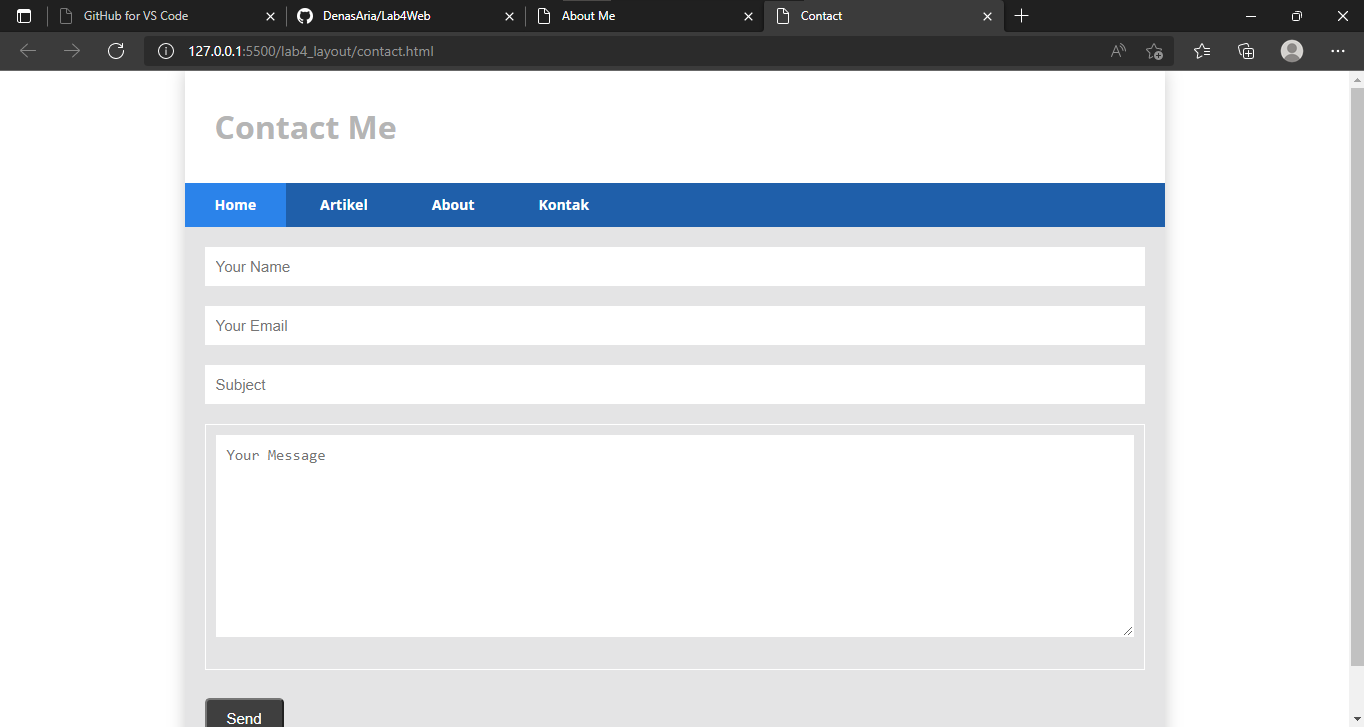 GitHub for VS Code
DenasAria/Lab4Web
About Me
Contact
127.0.0.1:5500/lab4_layout/contact.html
Contact Me
Home Artikel About Kontak
Your Name
Your Email
Subject
Your Message
Send